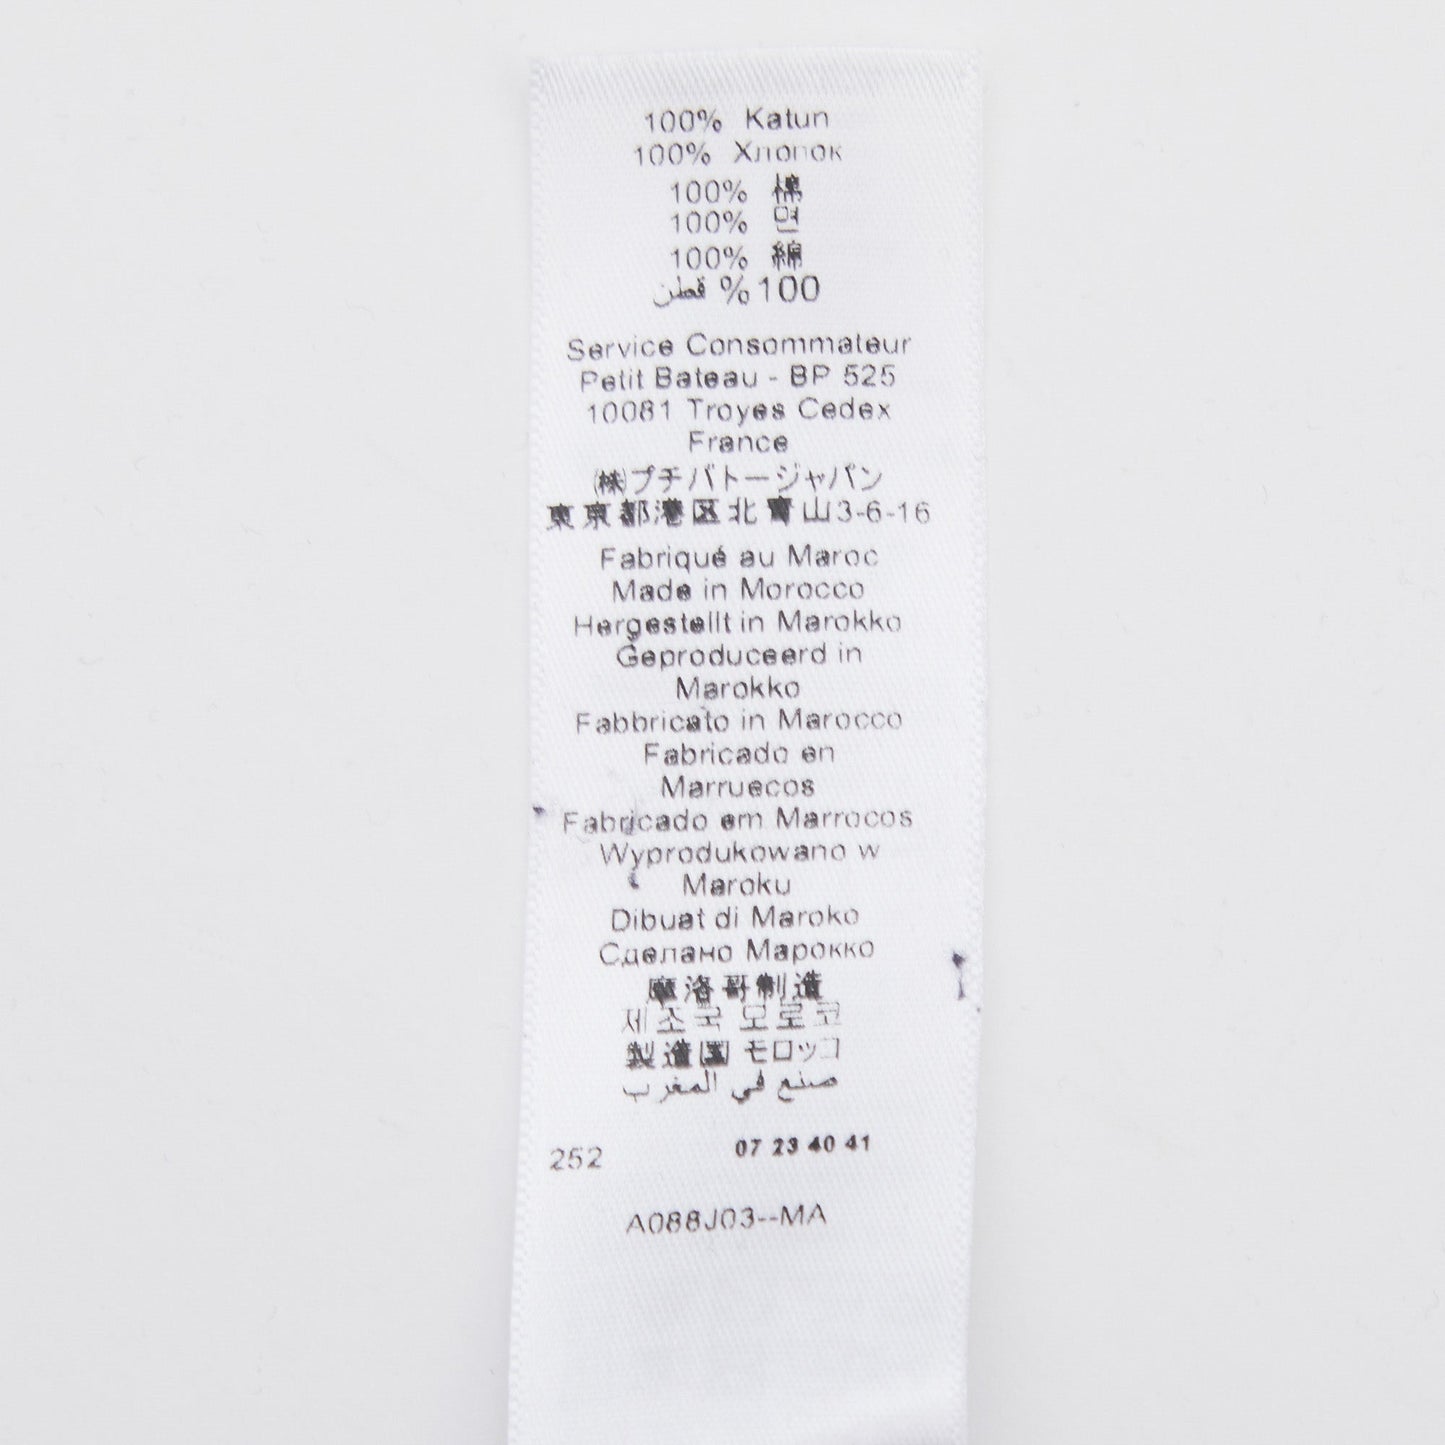 100% Katun
100% Хлопок
100% 棉
100% 면
100% 綿
100 % قطن
Service Consommateur
Petit Bateau - BP 525
10081 Troyes Cedex
France
㈱プチバトージャパン
東京都港区北青山3-6-16
Fabriqué au Maroc
Made in Morocco
Hergestellt in Marokko
Geproduceerd in
Marokko
Fabbricato in Marocco
Fabricado en
Marruecos
Fabricado em Marrocos
Wyprodukowano w
Maroku
Dibuat di Maroko
Сделано Марокко
摩洛哥制造
제조국 모로코
製造国 モロッコ
صنع في المغرب
252 07 23 40 41
A088J03--MA